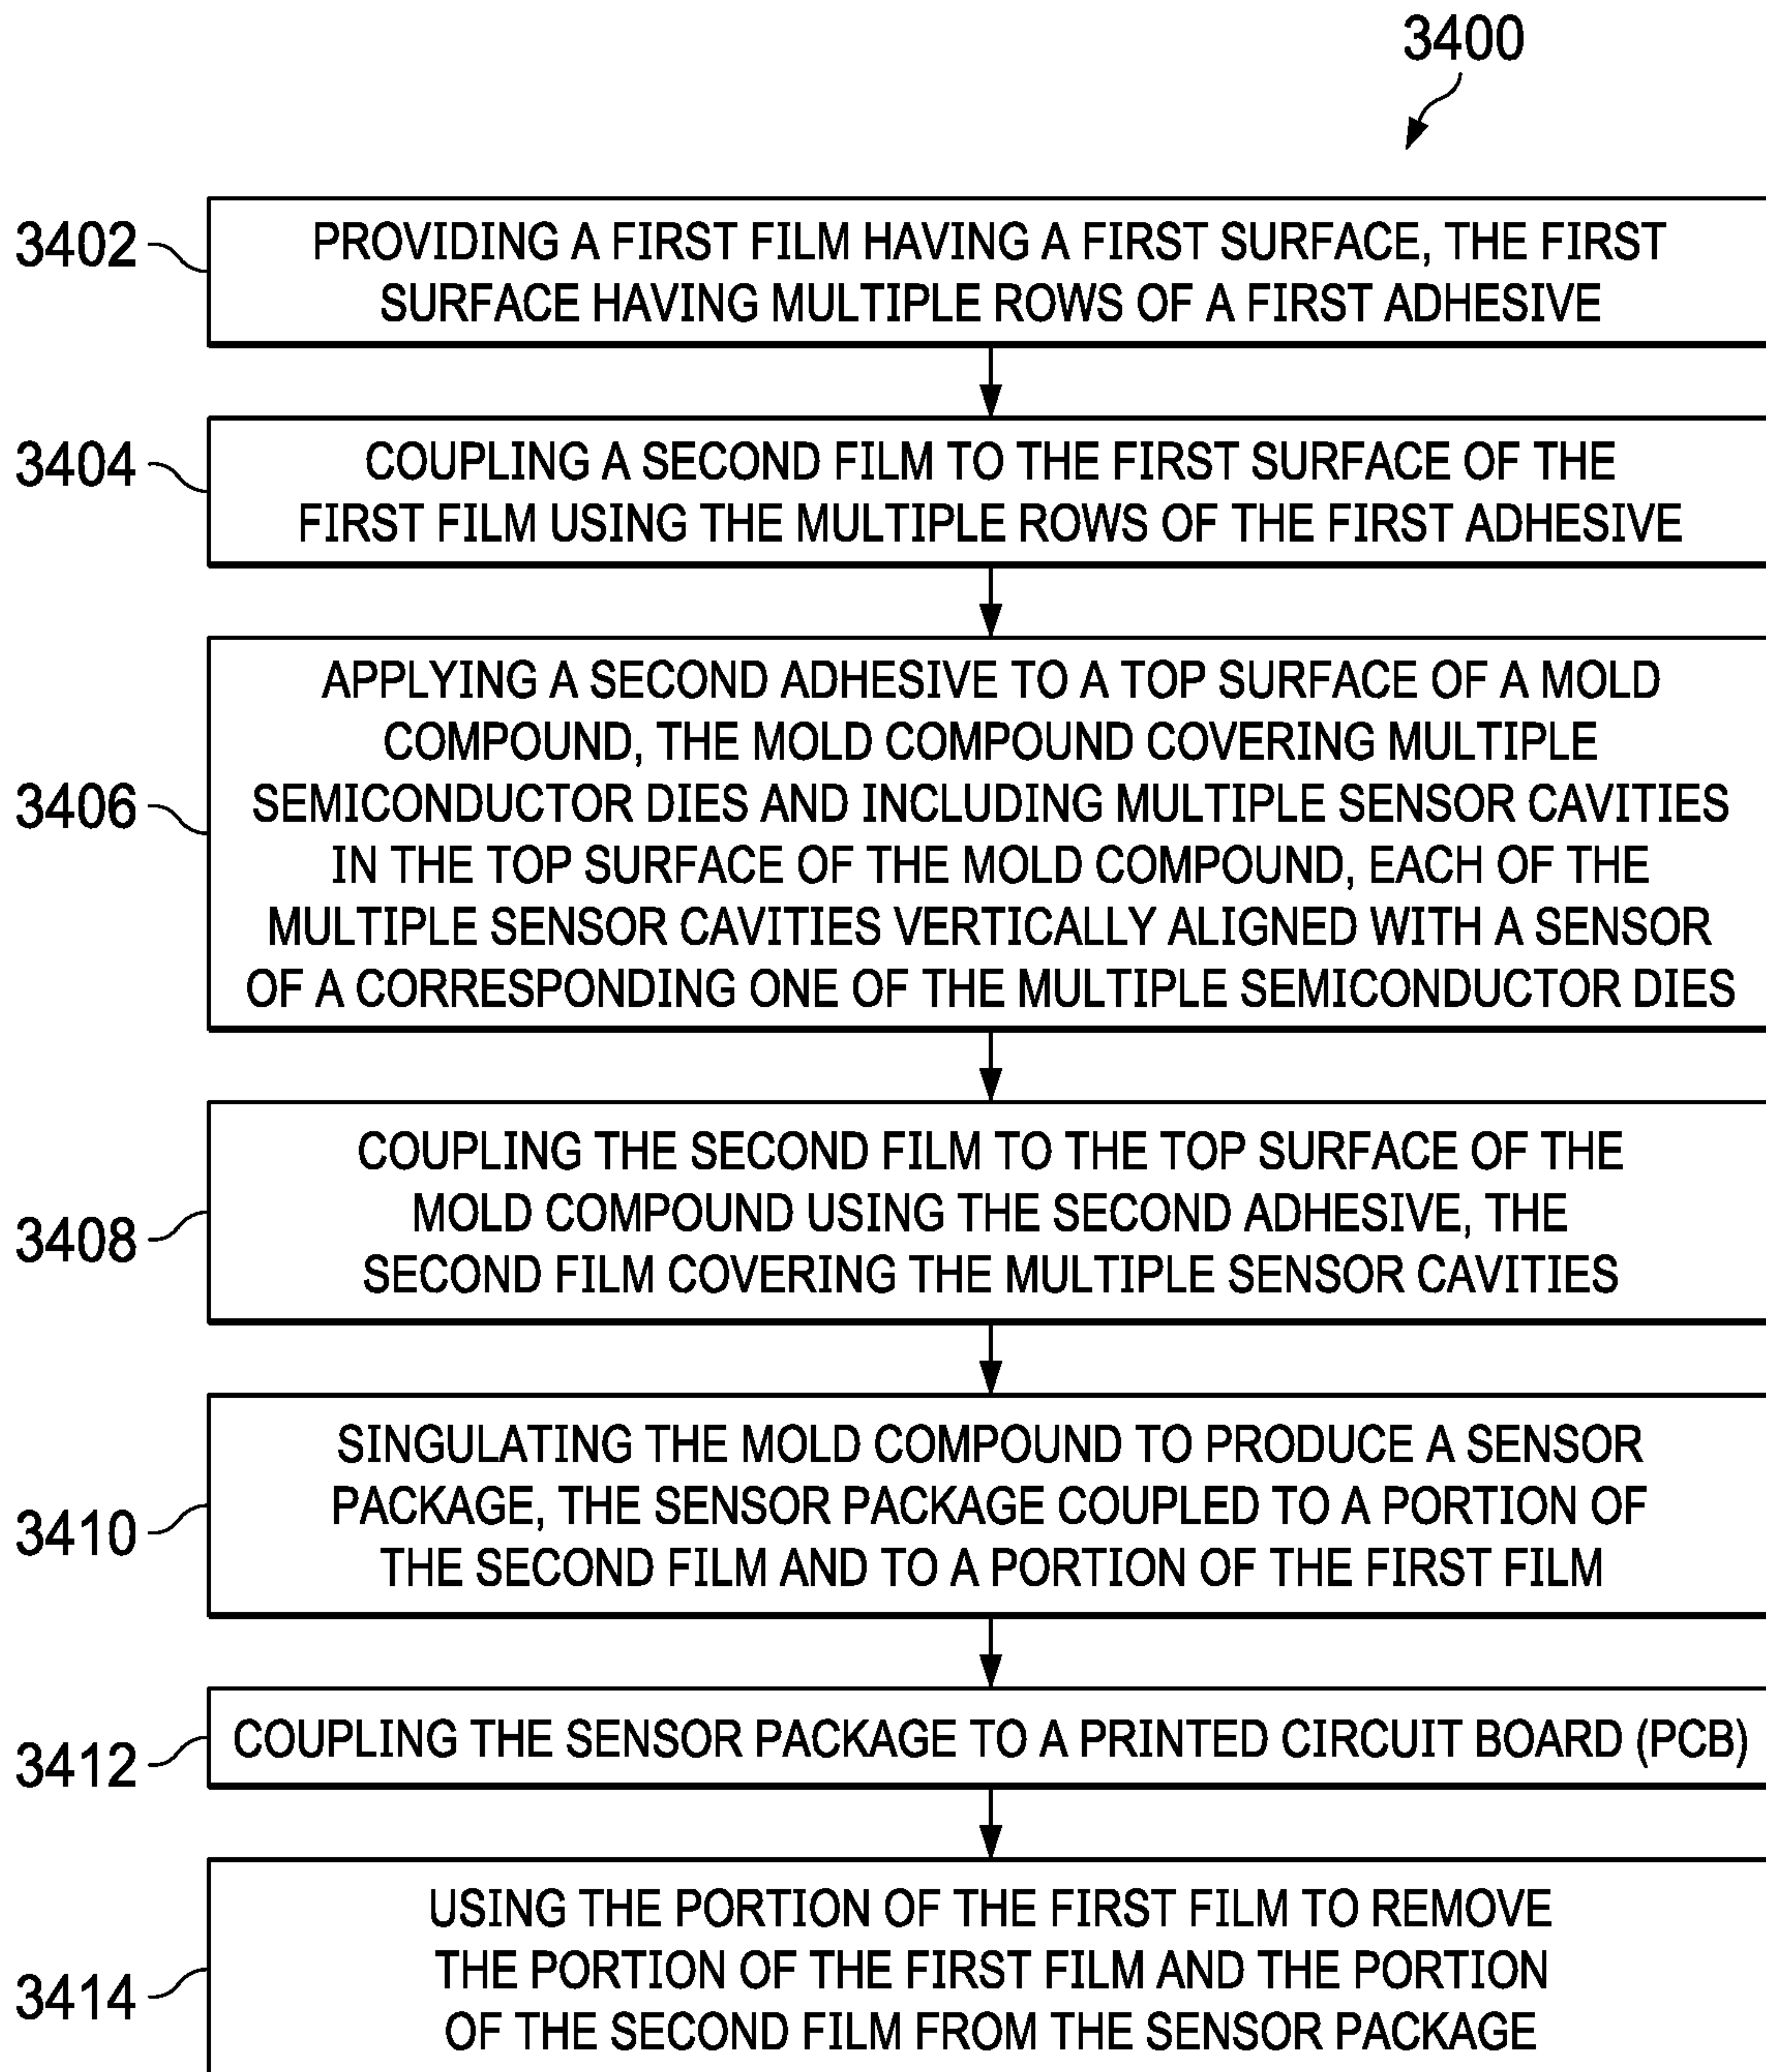 3400
3402
PROVIDING A FIRST FILM HAVING A FIRST SURFACE, THE FIRST
SURFACE HAVING MULTIPLE ROWS OF A FIRST ADHESIVE
3404
COUPLING A SECOND FILM TO THE FIRST SURFACE OF THE
FIRST FILM USING THE MULTIPLE ROWS OF THE FIRST ADHESIVE
3406
APPLYING A SECOND ADHESIVE TO A TOP SURFACE OF A MOLD
COMPOUND, THE MOLD COMPOUND COVERING MULTIPLE
SEMICONDUCTOR DIES AND INCLUDING MULTIPLE SENSOR CAVITIES
IN THE TOP SURFACE OF THE MOLD COMPOUND, EACH OF THE
MULTIPLE SENSOR CAVITIES VERTICALLY ALIGNED WITH A SENSOR
OF A CORRESPONDING ONE OF THE MULTIPLE SEMICONDUCTOR DIES
3408
COUPLING THE SECOND FILM TO THE TOP SURFACE OF THE
MOLD COMPOUND USING THE SECOND ADHESIVE, THE
SECOND FILM COVERING THE MULTIPLE SENSOR CAVITIES
3410
SINGULATING THE MOLD COMPOUND TO PRODUCE A SENSOR
PACKAGE, THE SENSOR PACKAGE COUPLED TO A PORTION OF
THE SECOND FILM AND TO A PORTION OF THE FIRST FILM
3412
COUPLING THE SENSOR PACKAGE TO A PRINTED CIRCUIT BOARD (PCB)
3414
USING THE PORTION OF THE FIRST FILM TO REMOVE
THE PORTION OF THE FIRST FILM AND THE PORTION
OF THE SECOND FILM FROM THE SENSOR PACKAGE